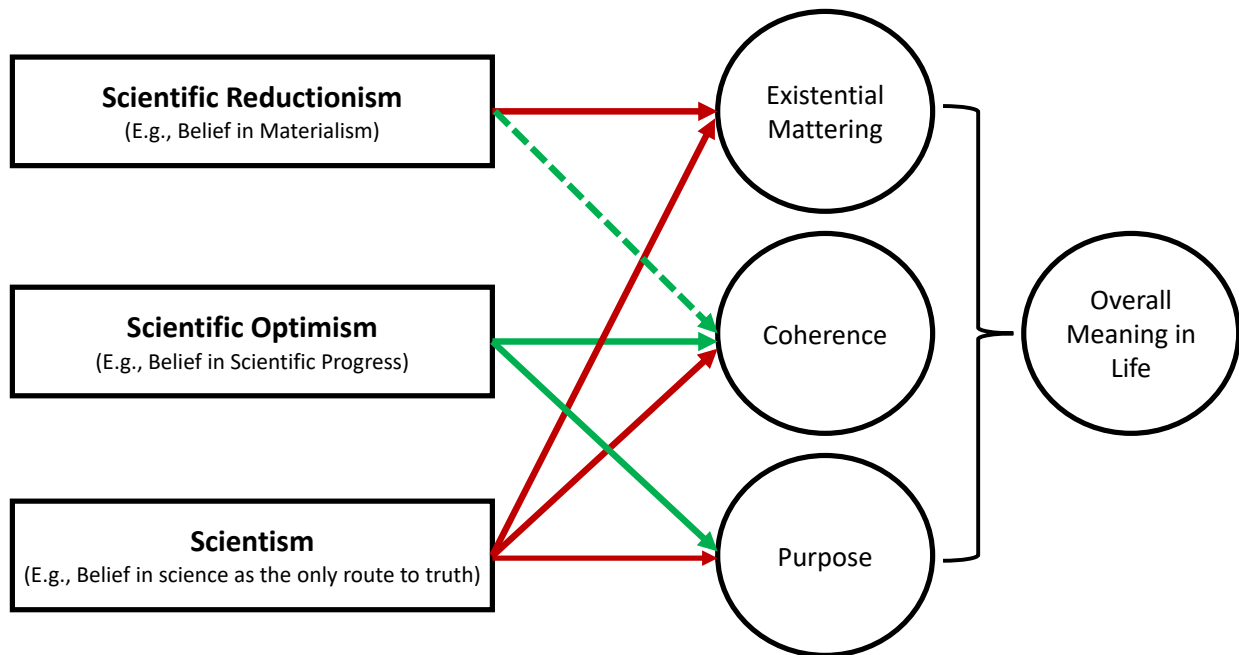 Scientific Reductionism
(E.g., Belief in Materialism)
Scientific Optimism
(E.g., Belief in Scientific Progress)
Scientism
(E.g., Belief in science as the only route to truth)
Existential
Mattering
Coherence
Purpose
Overall
Meaning in
Life